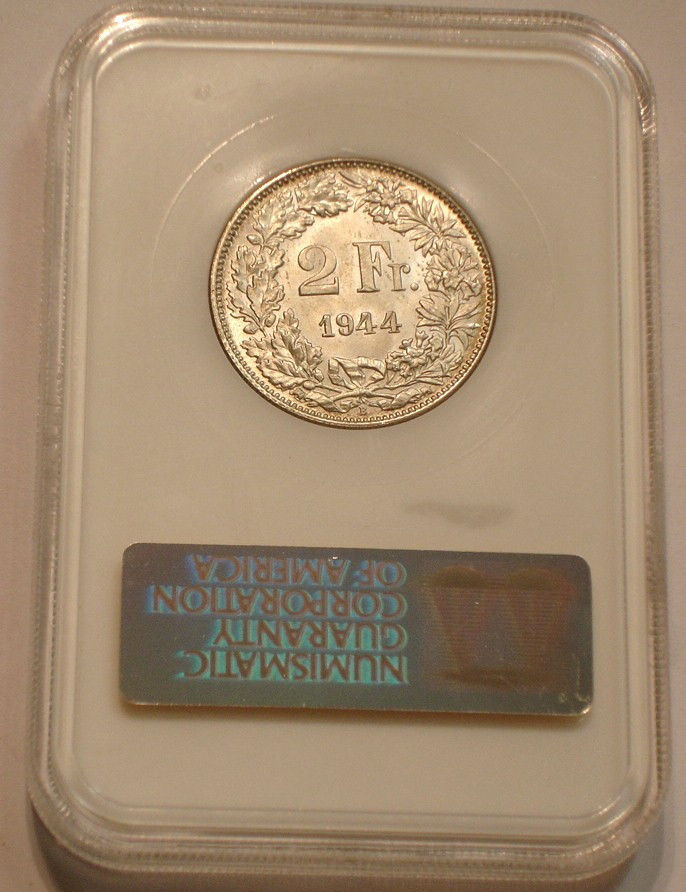 2 Fr.
1944
B
NUMISMATIC
GUARANTY
CORPORATION
OF AMERICA